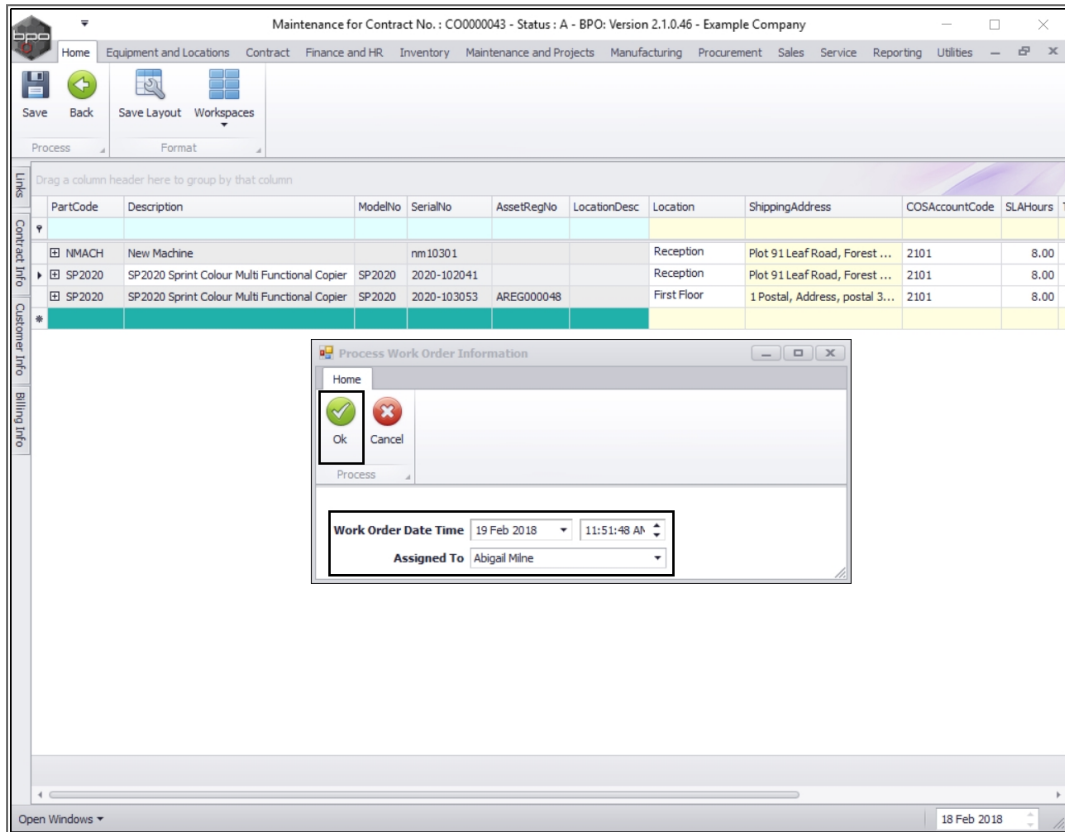 bpo
Maintenance for Contract No. : CO0000043 - Status : A - BPO: Version 2.1.0.46 - Example Company
Home Equipment and Locations Contract Finance and HR Inventory Maintenance and Projects Manufacturing Procurement Sales Service Reporting Utilities
Save Back Save Layout Workspaces
Process Format
Links
Contract Info
Customer Info
Billing Info
Drag a column header here to group by that column
PartCode Description ModelNo SerialNo AssetRegNo LocationDesc Location ShippingAddress COSAccountCode SLAHours
NMACH New Machine nm10301 Reception Plot 91 Leaf Road, Forest ... 2101 8.00
SP2020 SP2020 Sprint Colour Multi Functional Copier SP2020 2020-102041 Reception Plot 91 Leaf Road, Forest ... 2101 8.00
SP2020 SP2020 Sprint Colour Multi Functional Copier SP2020 2020-103053 AREG000048 First Floor 1 Postal, Address, postal 3... 2101 8.00
Process Work Order Information
Home
Ok Cancel
Process
Work Order Date Time 19 Feb 2018 11:51:48 AM
Assigned To Abigail Milne
Open Windows 18 Feb 2018